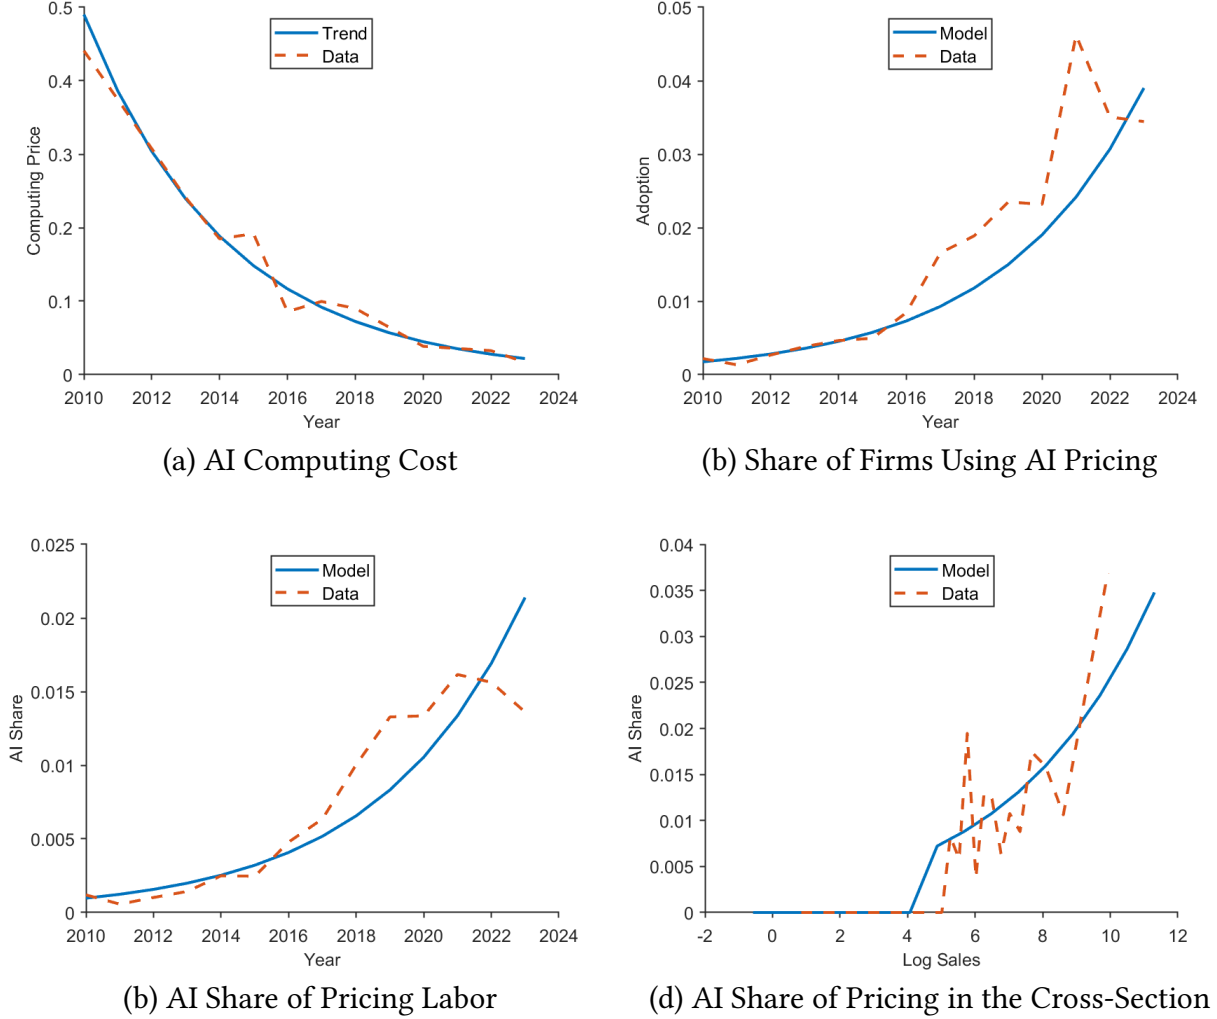 0.5
0.4
0.3
0.2
0.1
0
Computing Price
Trend
Data
2010 2012 2014 2016 2018 2020 2022 2024
Year
(a) AI Computing Cost
0.05
0.04
0.03
0.02
0.01
0
Adoption
Model
Data
2010 2012 2014 2016 2018 2020 2022 2024
Year
(b) Share of Firms Using AI Pricing
0.025
0.02
0.015
0.01
0.005
0
AI Share
Model
Data
2010 2012 2014 2016 2018 2020 2022 2024
Year
(b) AI Share of Pricing Labor
0.04
0.035
0.03
0.025
0.02
0.015
0.01
0.005
0
AI Share
Model
Data
-2 0 2 4 6 8 10 12
Log Sales
(d) AI Share of Pricing in the Cross-Section